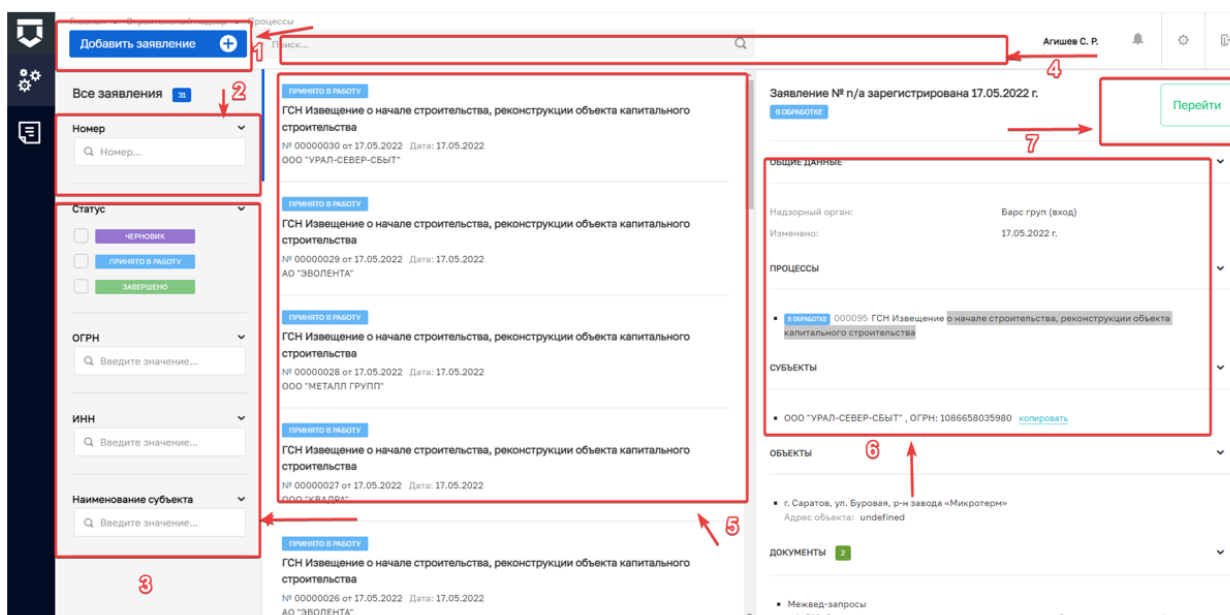 Главная • Строительный надзор • Процессы
Добавить заявление
1
Поиск...
4
Агишев С. Р.
Все заявления 31
2
Номер
Номер...
Статус
ЧЕРНОВИК
ПРИНЯТО В РАБОТУ
ЗАВЕРШЕНО
ОГРН
Введите значение...
ИНН
Введите значение...
Наименование субъекта
Введите значение...
3
ПРИНЯТО В РАБОТУ
ГСН Извещение о начале строительства, реконструкции объекта капитального
строительства
№ 00000030 от 17.05.2022 Дата: 17.05.2022
ООО "УРАЛ-СЕВЕР-СБЫТ"
ПРИНЯТО В РАБОТУ
ГСН Извещение о начале строительства, реконструкции объекта капитального
строительства
№ 00000029 от 17.05.2022 Дата: 17.05.2022
АО "ЭВОЛЕНТА"
ПРИНЯТО В РАБОТУ
ГСН Извещение о начале строительства, реконструкции объекта капитального
строительства
№ 00000028 от 17.05.2022 Дата: 17.05.2022
ООО "МЕТАЛЛ ГРУПП"
ПРИНЯТО В РАБОТУ
ГСН Извещение о начале строительства, реконструкции объекта капитального
строительства
№ 00000027 от 17.05.2022 Дата: 17.05.2022
ООО "КВАДРА"
5
ПРИНЯТО В РАБОТУ
ГСН Извещение о начале строительства, реконструкции объекта капитального
строительства
№ 00000026 от 17.05.2022 Дата: 17.05.2022
АО "ЭВОЛЕНТА"
Заявление № п/а зарегистрирована 17.05.2022 г.
В ОБРАБОТКЕ
Перейти
7
ОБЩИЕ ДАННЫЕ
Надзорный орган: Барс груп (вход)
Изменено: 17.05.2022 г.
ПРОЦЕССЫ
В ОБРАБОТКЕ 000095 ГСН Извещение о начале строительства, реконструкции объекта
капитального строительства
СУБЪЕКТЫ
ООО "УРАЛ-СЕВЕР-СБЫТ" , ОГРН: 1086658035980 копировать
6
ОБЪЕКТЫ
г. Саратов, ул. Буровая, р-н завода «Микротерм»
Адрес объекта: undefined
ДОКУМЕНТЫ 2
Межвед-запросы